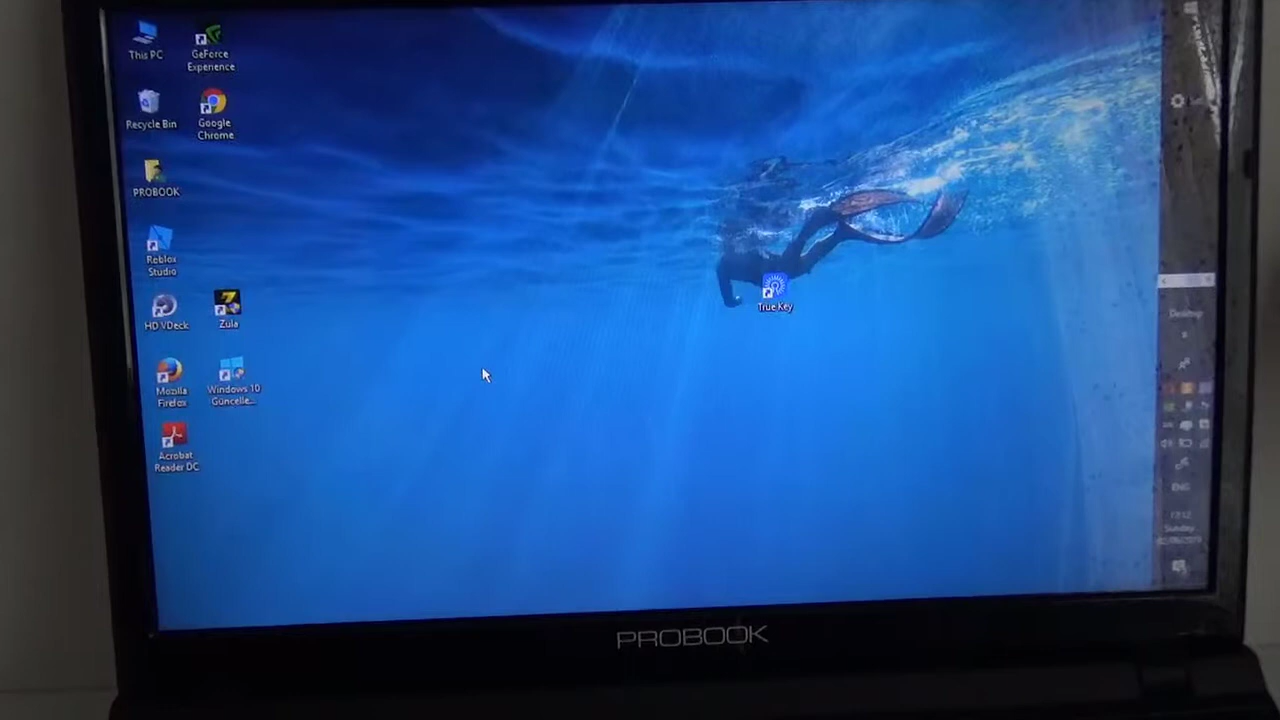 This PC
GeForce
Experience
Recycle Bin
Google
Chrome
PROBOOK
Roblox
Studio
HD VDeck
Zula
True Key
Mozilla
Firefox
Windows 10
Güncelle...
Acrobat
Reader DC
Desktop
ENG
Sunday
PROBOOK